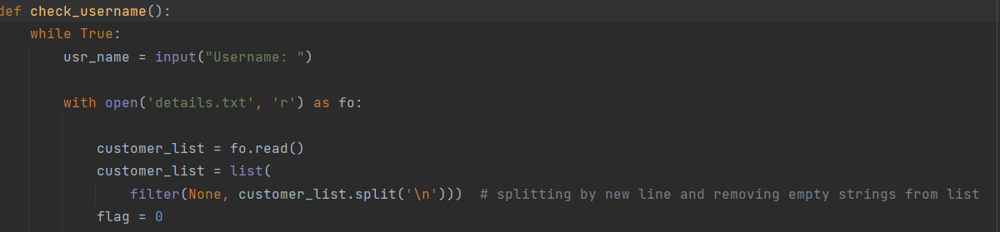 def check_username():
    while True:
        usr_name = input("Username: ")
        with open('details.txt', 'r') as fo:
            customer_list = fo.read()
            customer_list = list(
                filter(None, customer_list.split('\n')))  # splitting by new line and removing empty strings from list
            flag = 0